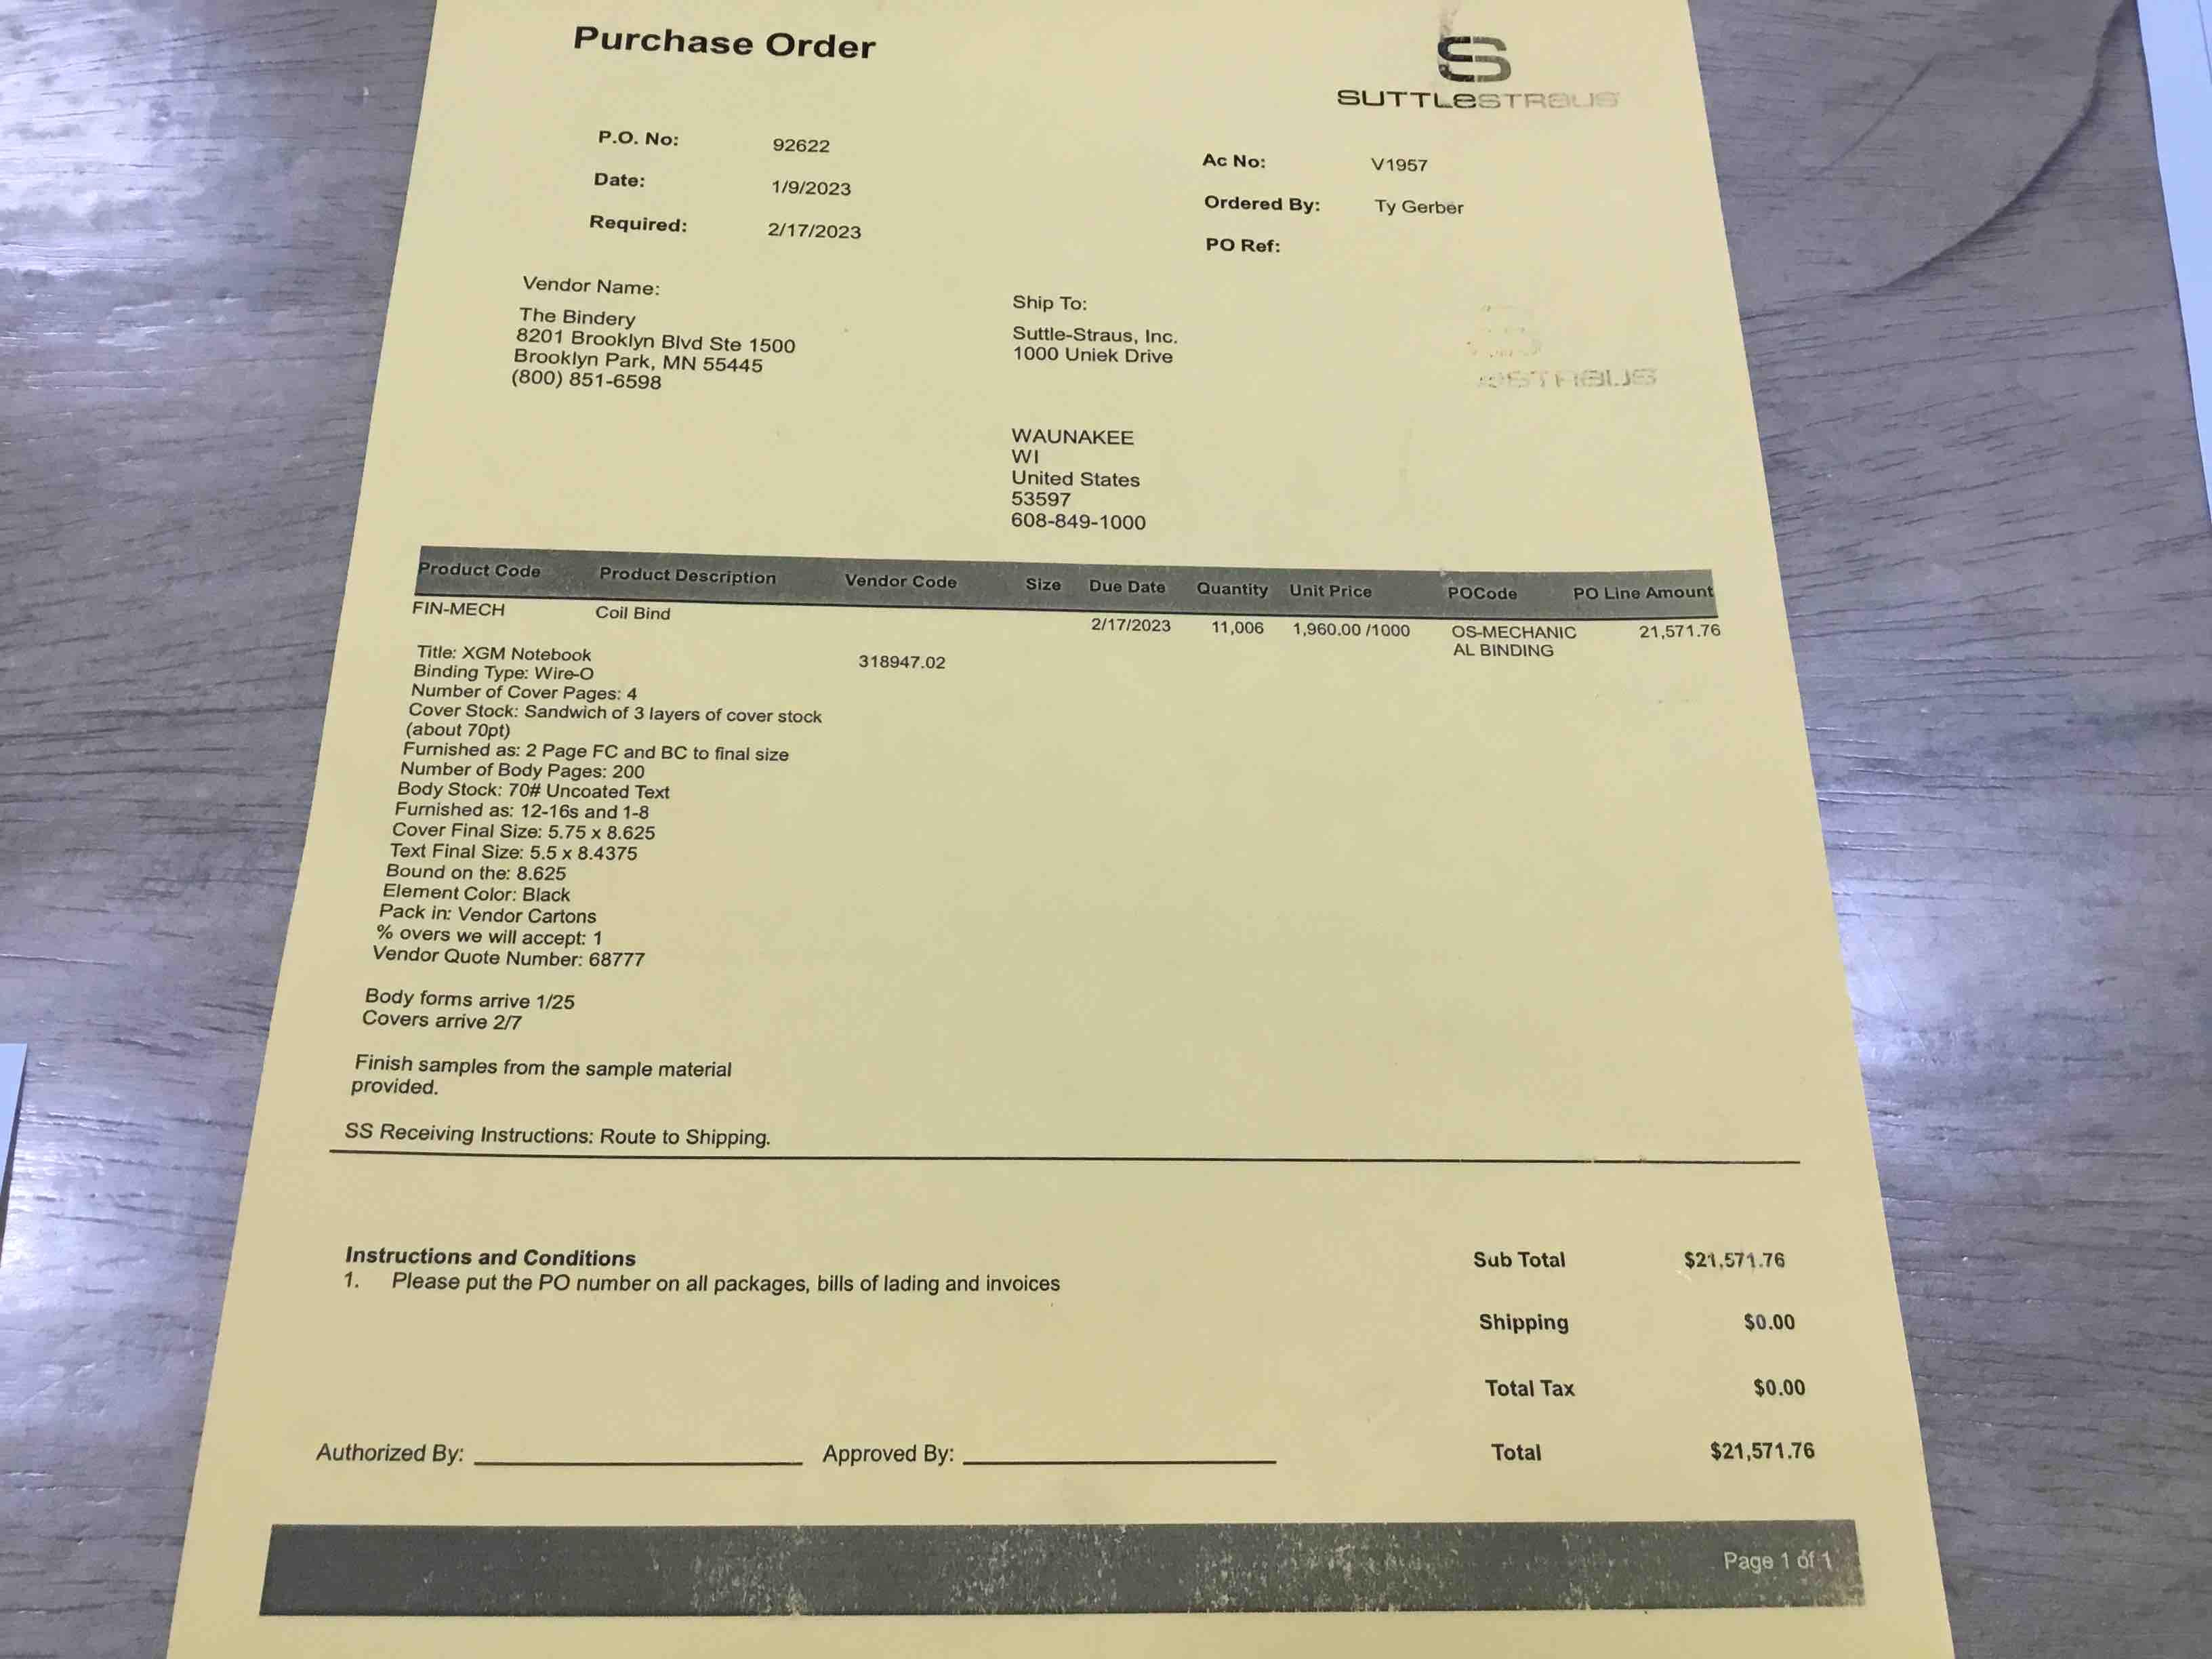 Purchase Order
SUTTLESTRAUS
P.O. No: 92622
Date: 1/9/2023
Required: 2/17/2023
Ac No: V1957
Ordered By: Ty Gerber
PO Ref:
Vendor Name:
The Bindery
8201 Brooklyn Blvd Ste 1500
Brooklyn Park, MN 55445
(800) 851-6598
Ship To:
Suttle-Straus, Inc.
1000 Uniek Drive
WAUNAKEE
WI
United States
53597
608-849-1000
Product Code Product Description Vendor Code Size Due Date Quantity Unit Price POCode PO Line Amount
FIN-MECH Coil Bind 2/17/2023 11,006 1,960.00 /1000 OS-MECHANIC 21,571.76
AL BINDING
Title: XGM Notebook 318947.02
Binding Type: Wire-O
Number of Cover Pages: 4
Cover Stock: Sandwich of 3 layers of cover stock
(about 70pt)
Furnished as: 2 Page FC and BC to final size
Number of Body Pages: 200
Body Stock: 70# Uncoated Text
Furnished as: 12-16s and 1-8
Cover Final Size: 5.75 x 8.625
Text Final Size: 5.5 x 8.4375
Bound on the: 8.625
Element Color: Black
Pack in: Vendor Cartons
% overs we will accept: 1
Vendor Quote Number: 68777
Body forms arrive 1/25
Covers arrive 2/7
Finish samples from the sample material
provided.
SS Receiving Instructions: Route to Shipping.
Instructions and Conditions
1. Please put the PO number on all packages, bills of lading and invoices
Sub Total $21,571.76
Shipping $0.00
Total Tax $0.00
Total $21,571.76
Authorized By: Approved By:
Page 1 of 1